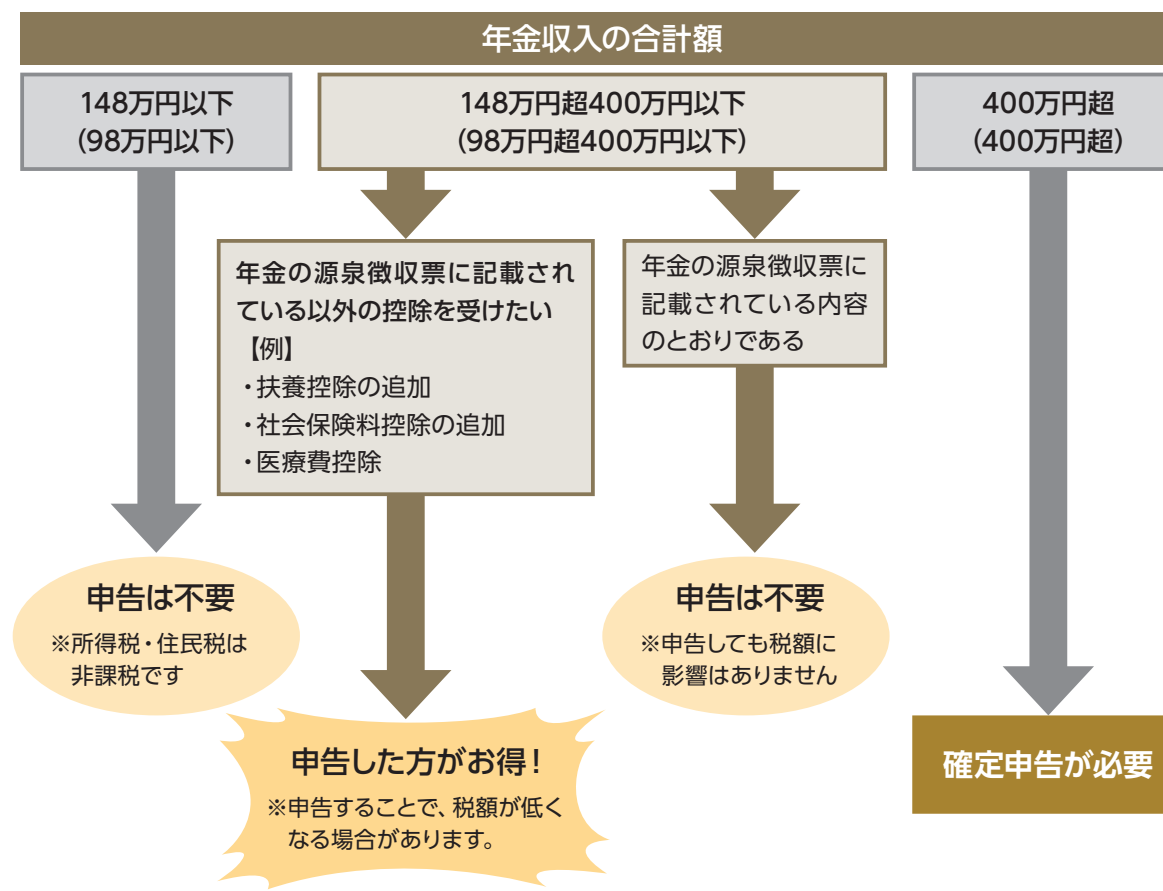 年金収入の合計額
148万円以下
(98万円以下)
148万円超400万円以下
(98万円超400万円以下)
400万円超
(400万円超)
年金の源泉徴収票に記載され
ている以外の控除を受けたい
【例】
・扶養控除の追加
・社会保険料控除の追加
・医療費控除
年金の源泉徴収票に
記載されている内容
のとおりである
申告は不要
※所得税・住民税は
非課税です
申告は不要
※申告しても税額に
影響はありません
申告した方がお得！
※申告することで、税額が低く
なる場合があります。
確定申告が必要